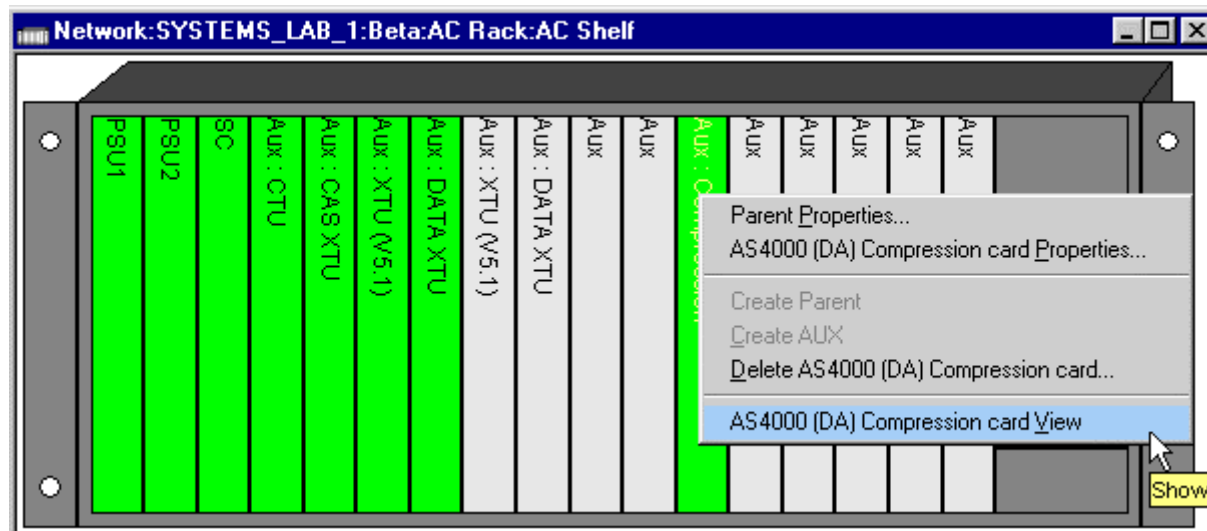 Network:SYSTEMS_LAB_1:Beta:AC Rack:AC Shelf
PSU1
PSU2
SC
Aux : CTU
Aux : CAS XTU
Aux : XTU (V5.1)
Aux : DATA XTU
Aux : XTU (V5.1)
Aux : DATA XTU
Aux
Aux
Aux : Compression
Aux
Aux
Aux
Aux
Aux
Parent Properties...
AS4000 (DA) Compression card Properties...
Create Parent
Create AUX
Delete AS4000 (DA) Compression card...
AS4000 (DA) Compression card View
Show